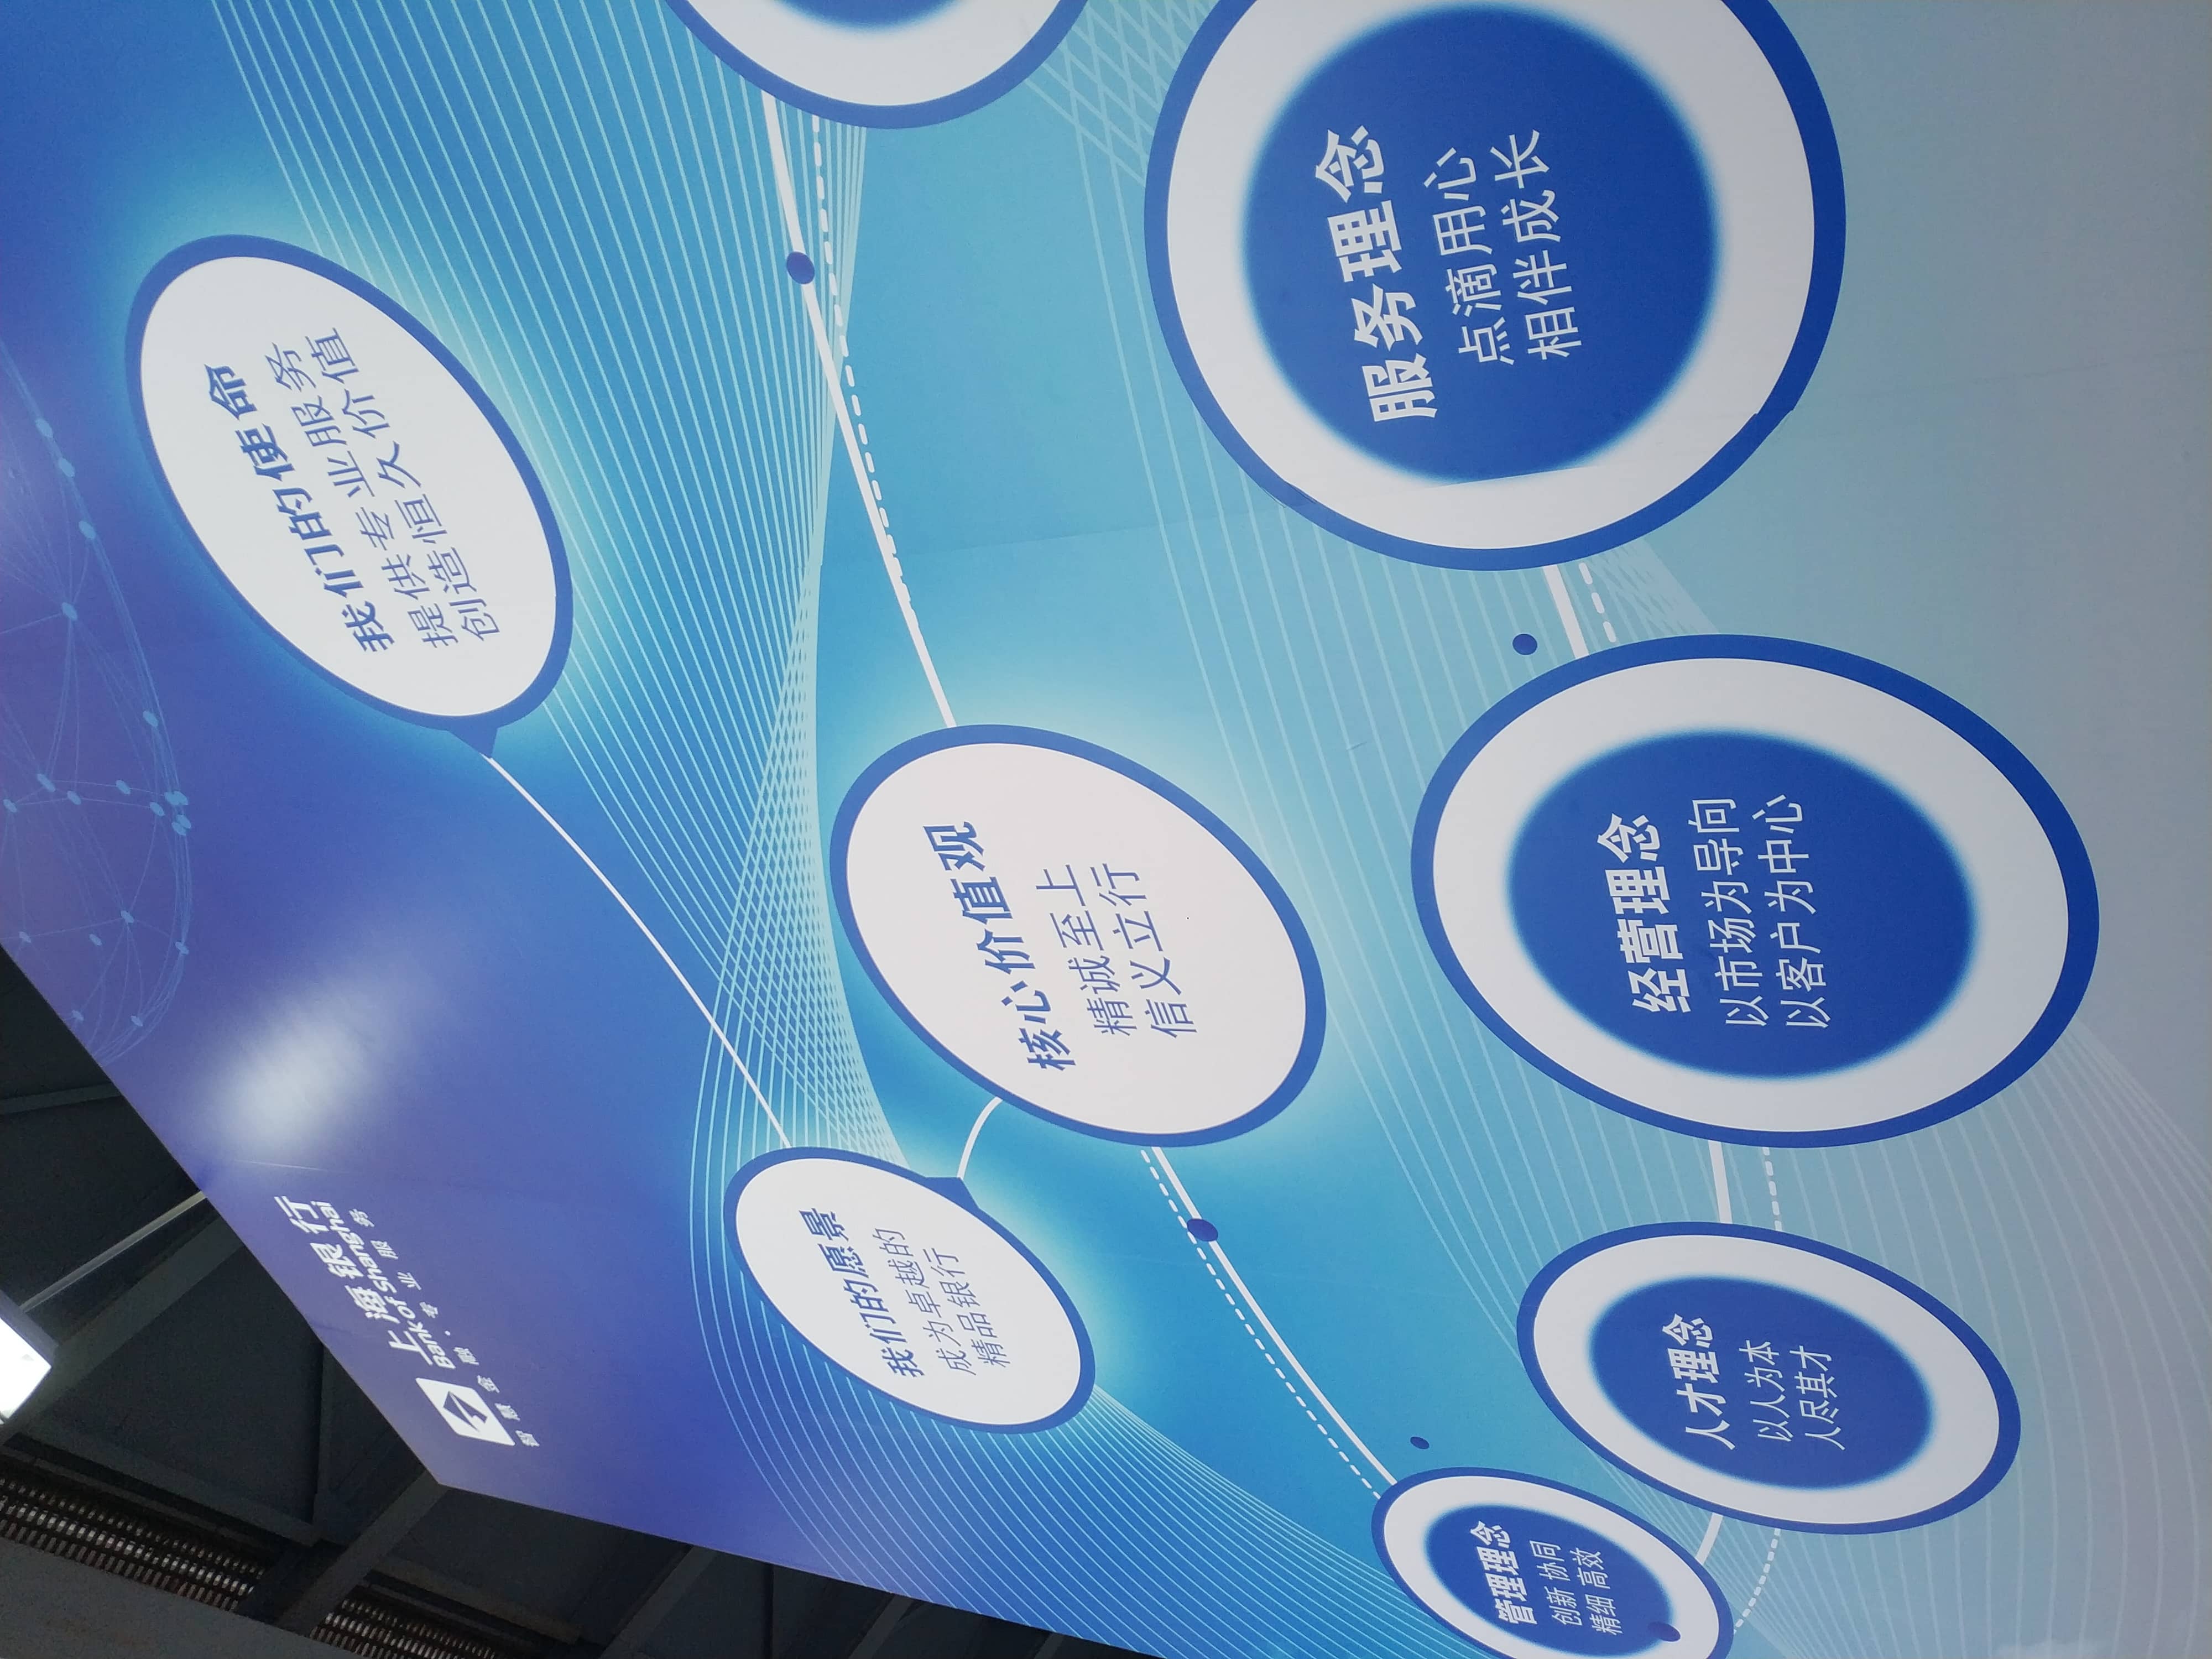 上海银行
Bank of Shanghai
智慧金融·专业服务
我们的使命
提供专业服务
创造恒久价值
我们的愿景
成为卓越的
精品银行
核心价值观
精诚至上
信义立行
管理理念
创新 协同
精细 高效
人才理念
以人为本
人尽其才
经营理念
以市场为导向
以客户为中心
服务理念
点滴用心
相伴成长